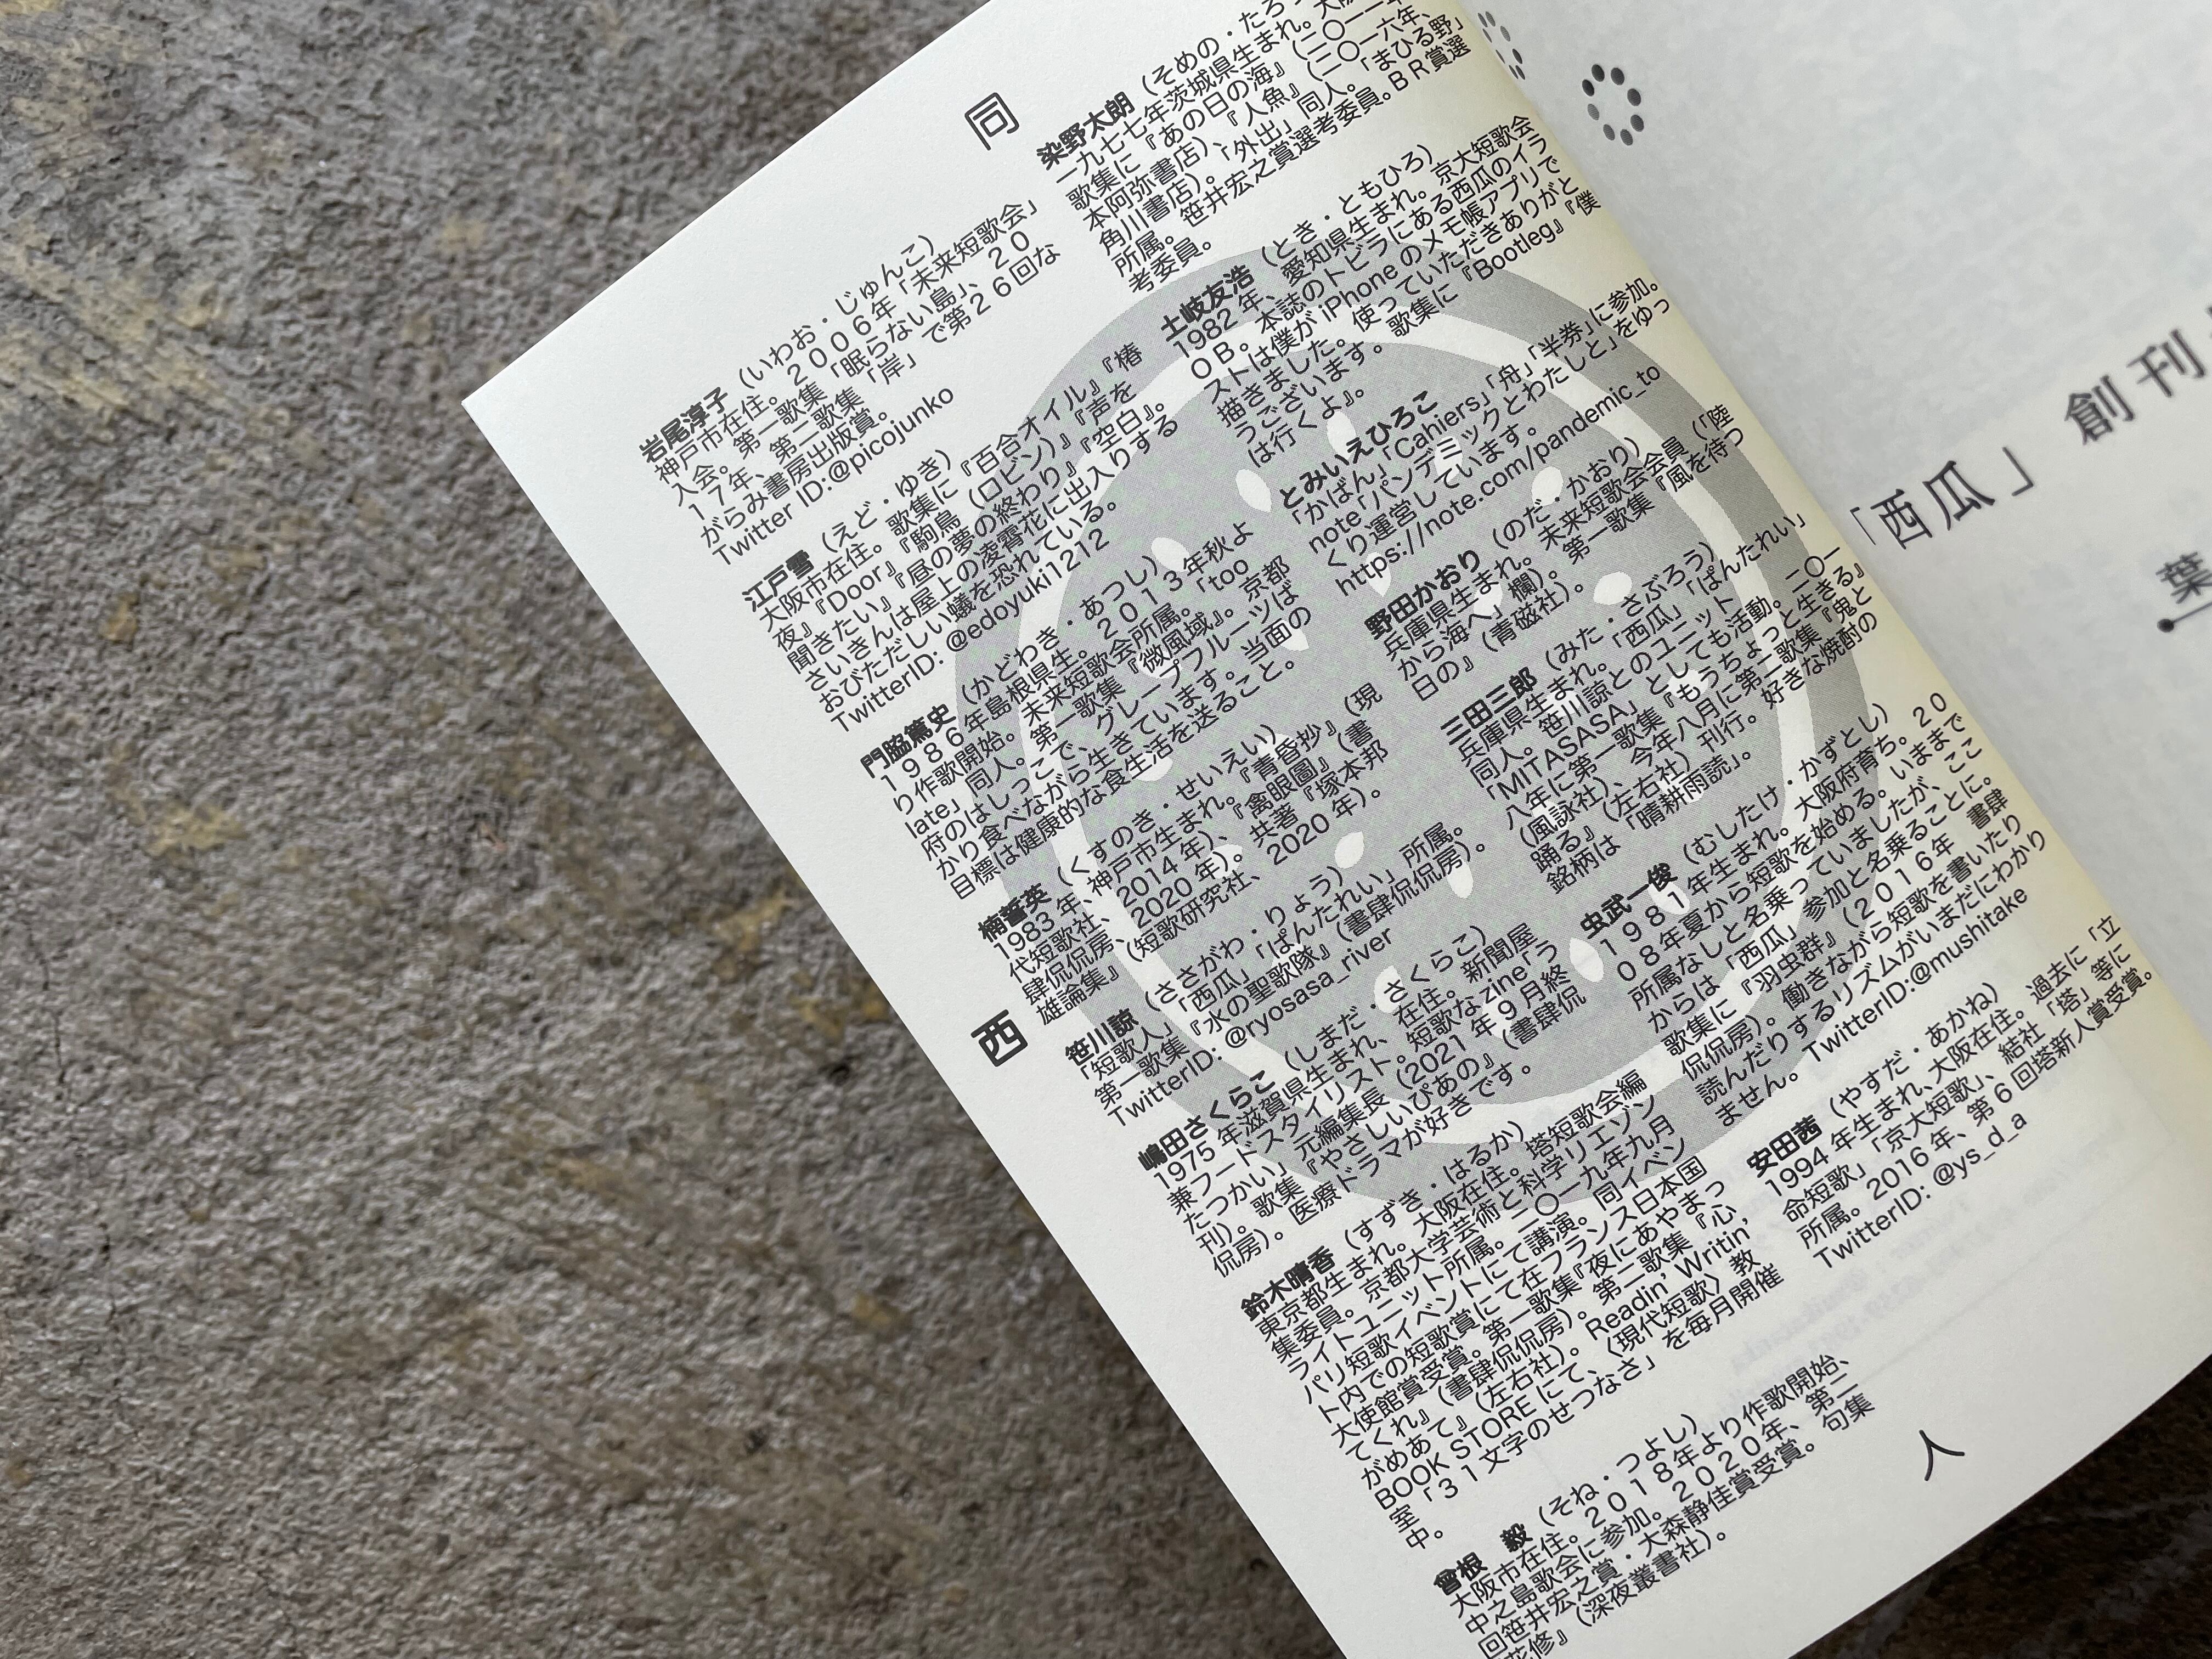 同
西
人
岩尾淳子（いわお・じゅんこ）
神戸市在住。２００６年「未来短歌会」
入会。第一歌集「眠らない島」、２０
１７年、第二歌集「岸」で第２６回な
がらみ書房出版賞。
Twitter ID:@picojunko
江戸雪（えど・ゆき）
大阪市在住。歌集に『百合オイル』『椿
夜』『Door』『駒鳥（ロビン）』『声を
聞きたい』『昼の夢の終わり』『空白』。
さいきんは屋上の凌霄花に出入りする
おびただしい蟻を恐れている。
TwitterID: @edoyuki1212
門脇篤史（かどわき・あつし）
１９８６年島根県生。２０１３年秋よ
り作歌開始。未来短歌会所属。「too
late」同人。第一歌集『微風域』。京都
府のはしっこで、グレープフルーツば
かり食べながら生きています。当面の
目標は健康的な食生活を送ること。
楠誓英（くすのき・せいえい）
1983 年、神戸市生まれ。『青昏抄』（現
代短歌社、2014 年）、『禽眼圖』（書
肆侃侃房、2020 年）。共著『塚本邦
雄論集』（短歌研究社、2020 年）。
笹川諒（ささがわ・りょう）
「短歌人」「西瓜」「ぱんたれい」所属。
第一歌集『水の聖歌隊』（書肆侃侃房）。
TwitterID: @ryosasa_river
嶋田さくらこ（しまだ・さくらこ）
1975 年滋賀県生まれ、在住。新聞屋
兼フードスタイリスト。短歌なzine「う
たつかい」元編集長（2021 年 9 月終
刊）。歌集『やさしいぴあの』（書肆侃
侃房）。医療ドラマが好きです。
鈴木晴香（すずき・はるか）
東京都生まれ。大阪在住。塔短歌会編
集委員。京都大学芸術と科学リエゾン
ライトユニット所属。二〇一九年九月
パリ短歌イベントにて講演。同イベン
ト内での短歌賞にて在フランス日本国
大使館賞受賞。第一歌集『夜にあやまっ
てくれ』（書肆侃侃房）。第二歌集『心
がめあて』（左右社）。Readin’ Writin’
BOOK STORE にて、〈現代短歌〉教
室「３１文字のせつなさ」を毎月開催
中。
曾根　毅（そね・つよし）
大阪市在住。２０１８年より作歌開始、
中之島歌会に参加。２０２０年、第二
回笹井宏之賞・大森静佳賞受賞。句集
花修』（深夜叢書社）。
染野太朗（そめの・たろ
一九七七年茨城県生まれ。大
歌集に『あの日の海』（二〇一一年
本阿弥書店）、『人魚』（二〇一六年、
角川書店）。「外出」同人。「まひる野」
所属。笹井宏之賞選考委員。ＢＲ賞選
考委員。
土岐友浩（とき・ともひろ）
1982 年、愛知県生まれ。京大短歌会
ＯＢ。本誌のトビラにある西瓜のイラ
ストは僕が iPhone のメモ帳アプリで
描きました。使っていただきありがと
うございます。歌集に『Bootleg』『僕
は行くよ』。
とみいえひろこ
「かばん」「Cahiers」「舟」「半券」に参加。
note「パンデミックとわたしと」をゆっ
くり運営しています。
https://note.com/pandemic_to
野田かおり（のだ・かおり）
兵庫県生まれ。未来短歌会会員（「陸
から海へ」欄）。第一歌集『風を待つ
日の』（青磁社）。
三田三郎（みた・さぶろう）
兵庫県生まれ。「西瓜」「ぱんたれい」
同人。笹川諒とのユニット
「MITASASA」としても活動。二〇一
八年に第一歌集『もうちょっと生きる』
（風詠社）、今年八月に第二歌集『鬼と
踊る』（左右社）刊行。好きな焼酎の
銘柄は「晴耕雨読」。
虫武一俊（むしたけ・かずとし）
１９８１年生まれ。大阪府育ち。２０
０８年夏から短歌を始める。いままで
所属なしと名乗っていましたが、ここ
からは「西瓜」参加と名乗ることに。
歌集に『羽虫群』（２０１６年　書肆
侃侃房）。働きながら短歌を書いたり
読んだりするリズムがいまだにわかり
ません。TwitterID:@mushitake
安田茜（やすだ・あかね）
1994 年生まれ、大阪在住。過去に「立
命短歌」「京大短歌」、結社「塔」等に
所属。2016 年、第 6 回塔新人賞受賞。
TwitterID: @ys_d_a
「西瓜」創刊
葉